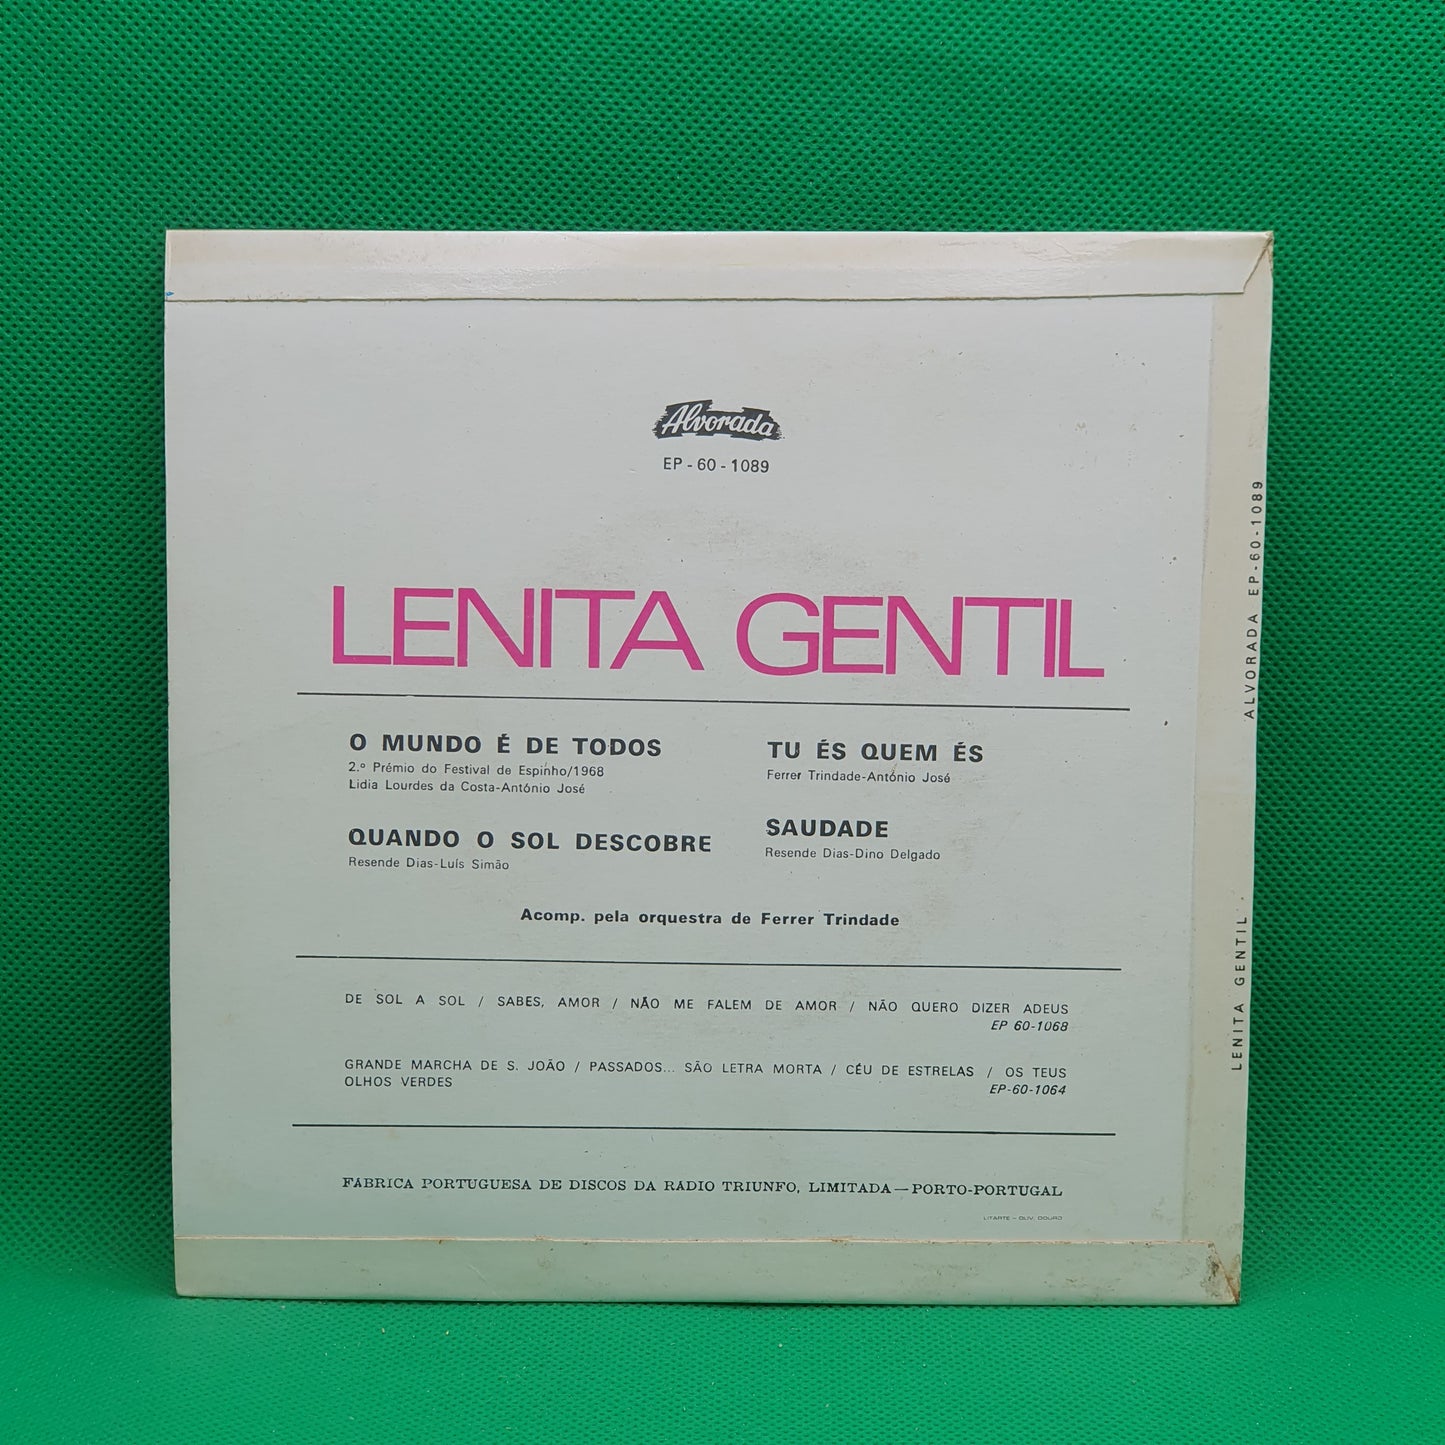 Alvorada
EP - 60 - 1089
LENITA GENTIL
O MUNDO É DE TODOS
2.º Prémio do Festival de Espinho/1968
Lidia Lourdes da Costa-António José
QUANDO O SOL DESCOBRE
Resende Dias-Luís Simão
TU ÉS QUEM ÉS
Ferrer Trindade-António José
SAUDADE
Resende Dias-Dino Delgado
Acomp. pela orquestra de Ferrer Trindade
DE SOL A SOL / SABES, AMOR / NÃO ME FALEM DE AMOR / NÃO QUERO DIZER ADEUS
EP 60-1068
GRANDE MARCHA DE S. JOÃO / PASSADOS... SÃO LETRA MORTA / CÉU DE ESTRELAS / OS TEUS
OLHOS VERDES
EP-60-1064
FÁBRICA PORTUGUESA DE DISCOS DA RÁDIO TRIUNFO, LIMITADA — PORTO-PORTUGAL
LITARTE – OLIV. DOURO
LENITA GENTIL
ALVORADA EP-60-1089